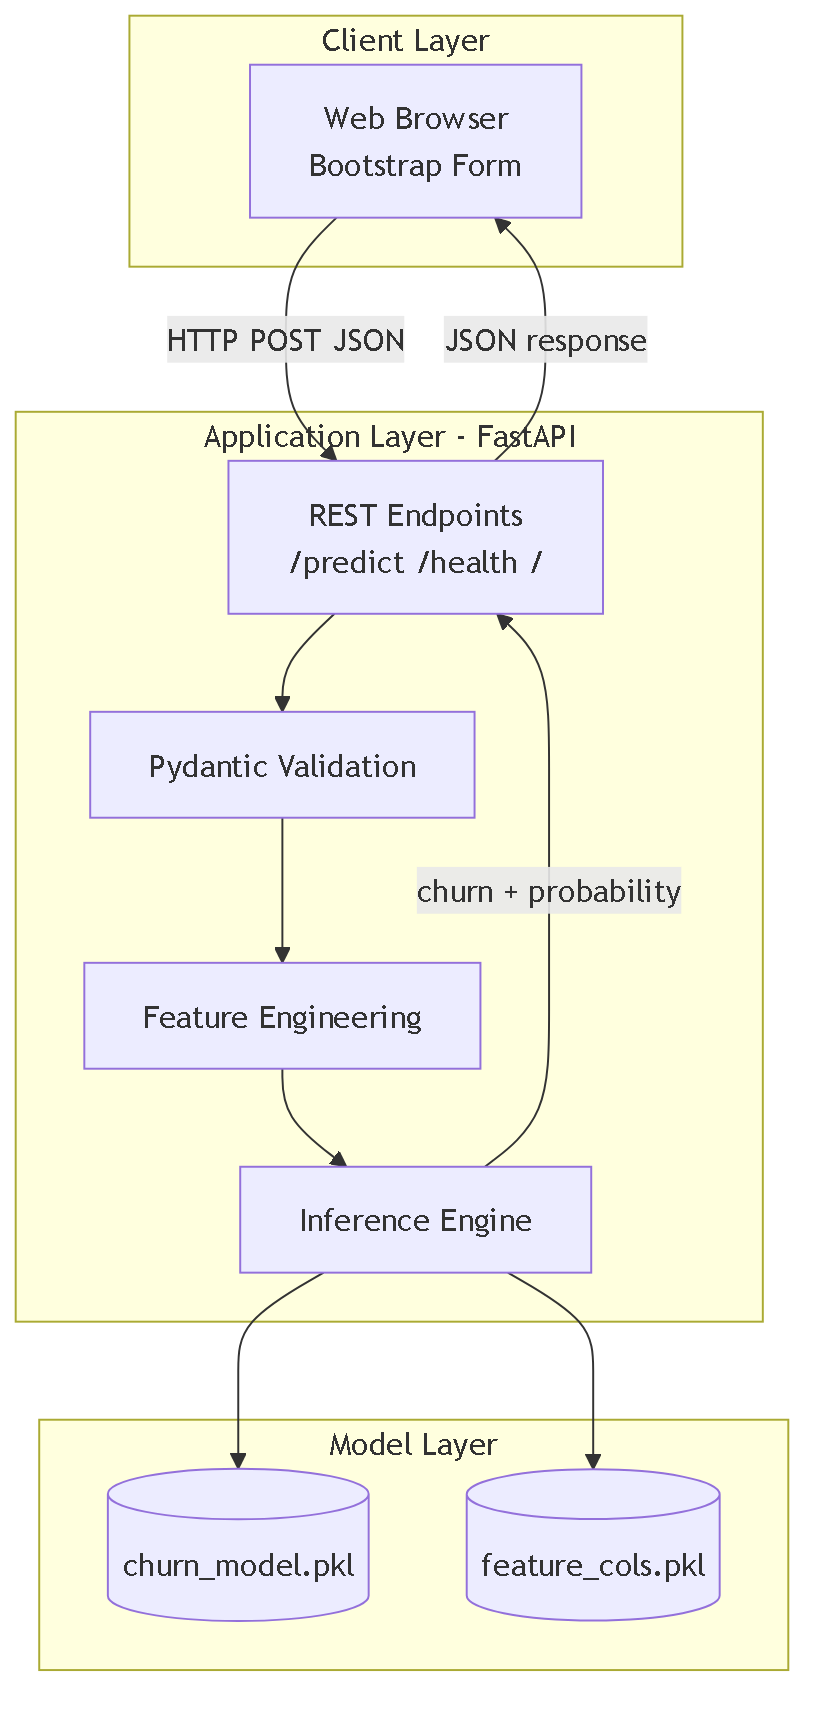 Client Layer
Web Browser
Bootstrap Form
HTTP POST JSON
JSON response
Application Layer - FastAPI
REST Endpoints
/predict /health /
Pydantic Validation
churn + probability
Feature Engineering
Inference Engine
Model Layer
churn_model.pkl
feature_cols.pkl